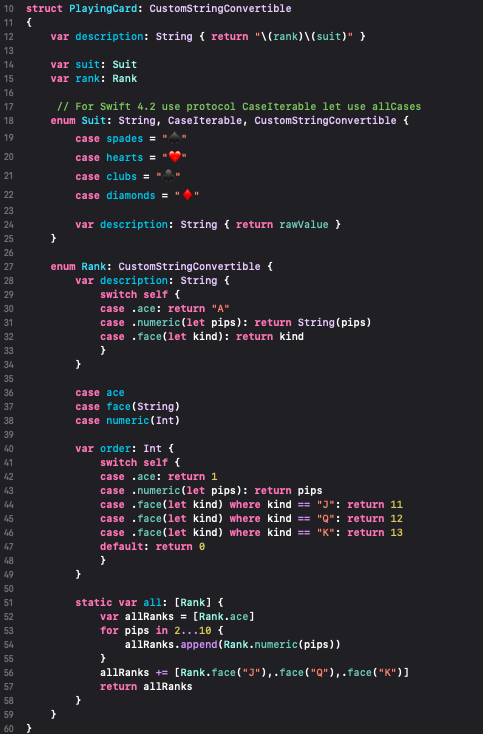 10 struct PlayingCard: CustomStringConvertible
11 {
12     var description: String { return "\(rank)\(suit)" }
13
14     var suit: Suit
15     var rank: Rank
16
17      // For Swift 4.2 use protocol CaseIterable let use allCases
18     enum Suit: String, CaseIterable, CustomStringConvertible {
19         case spades = "♠️"
20         case hearts = "♥️"
21         case clubs = "♣️"
22         case diamonds = "♦️"
23
24         var description: String { return rawValue }
25     }
26
27     enum Rank: CustomStringConvertible {
28         var description: String {
29             switch self {
30             case .ace: return "A"
31             case .numeric(let pips): return String(pips)
32             case .face(let kind): return kind
33             }
34         }
35
36         case ace
37         case face(String)
38         case numeric(Int)
39
40         var order: Int {
41             switch self {
42             case .ace: return 1
43             case .numeric(let pips): return pips
44             case .face(let kind) where kind == "J": return 11
45             case .face(let kind) where kind == "Q": return 12
46             case .face(let kind) where kind == "K": return 13
47             default: return 0
48             }
49         }
50
51         static var all: [Rank] {
52             var allRanks = [Rank.ace]
53             for pips in 2...10 {
54                 allRanks.append(Rank.numeric(pips))
55             }
56             allRanks += [Rank.face("J"),.face("Q"),.face("K")]
57             return allRanks
58         }
59     }
60 }